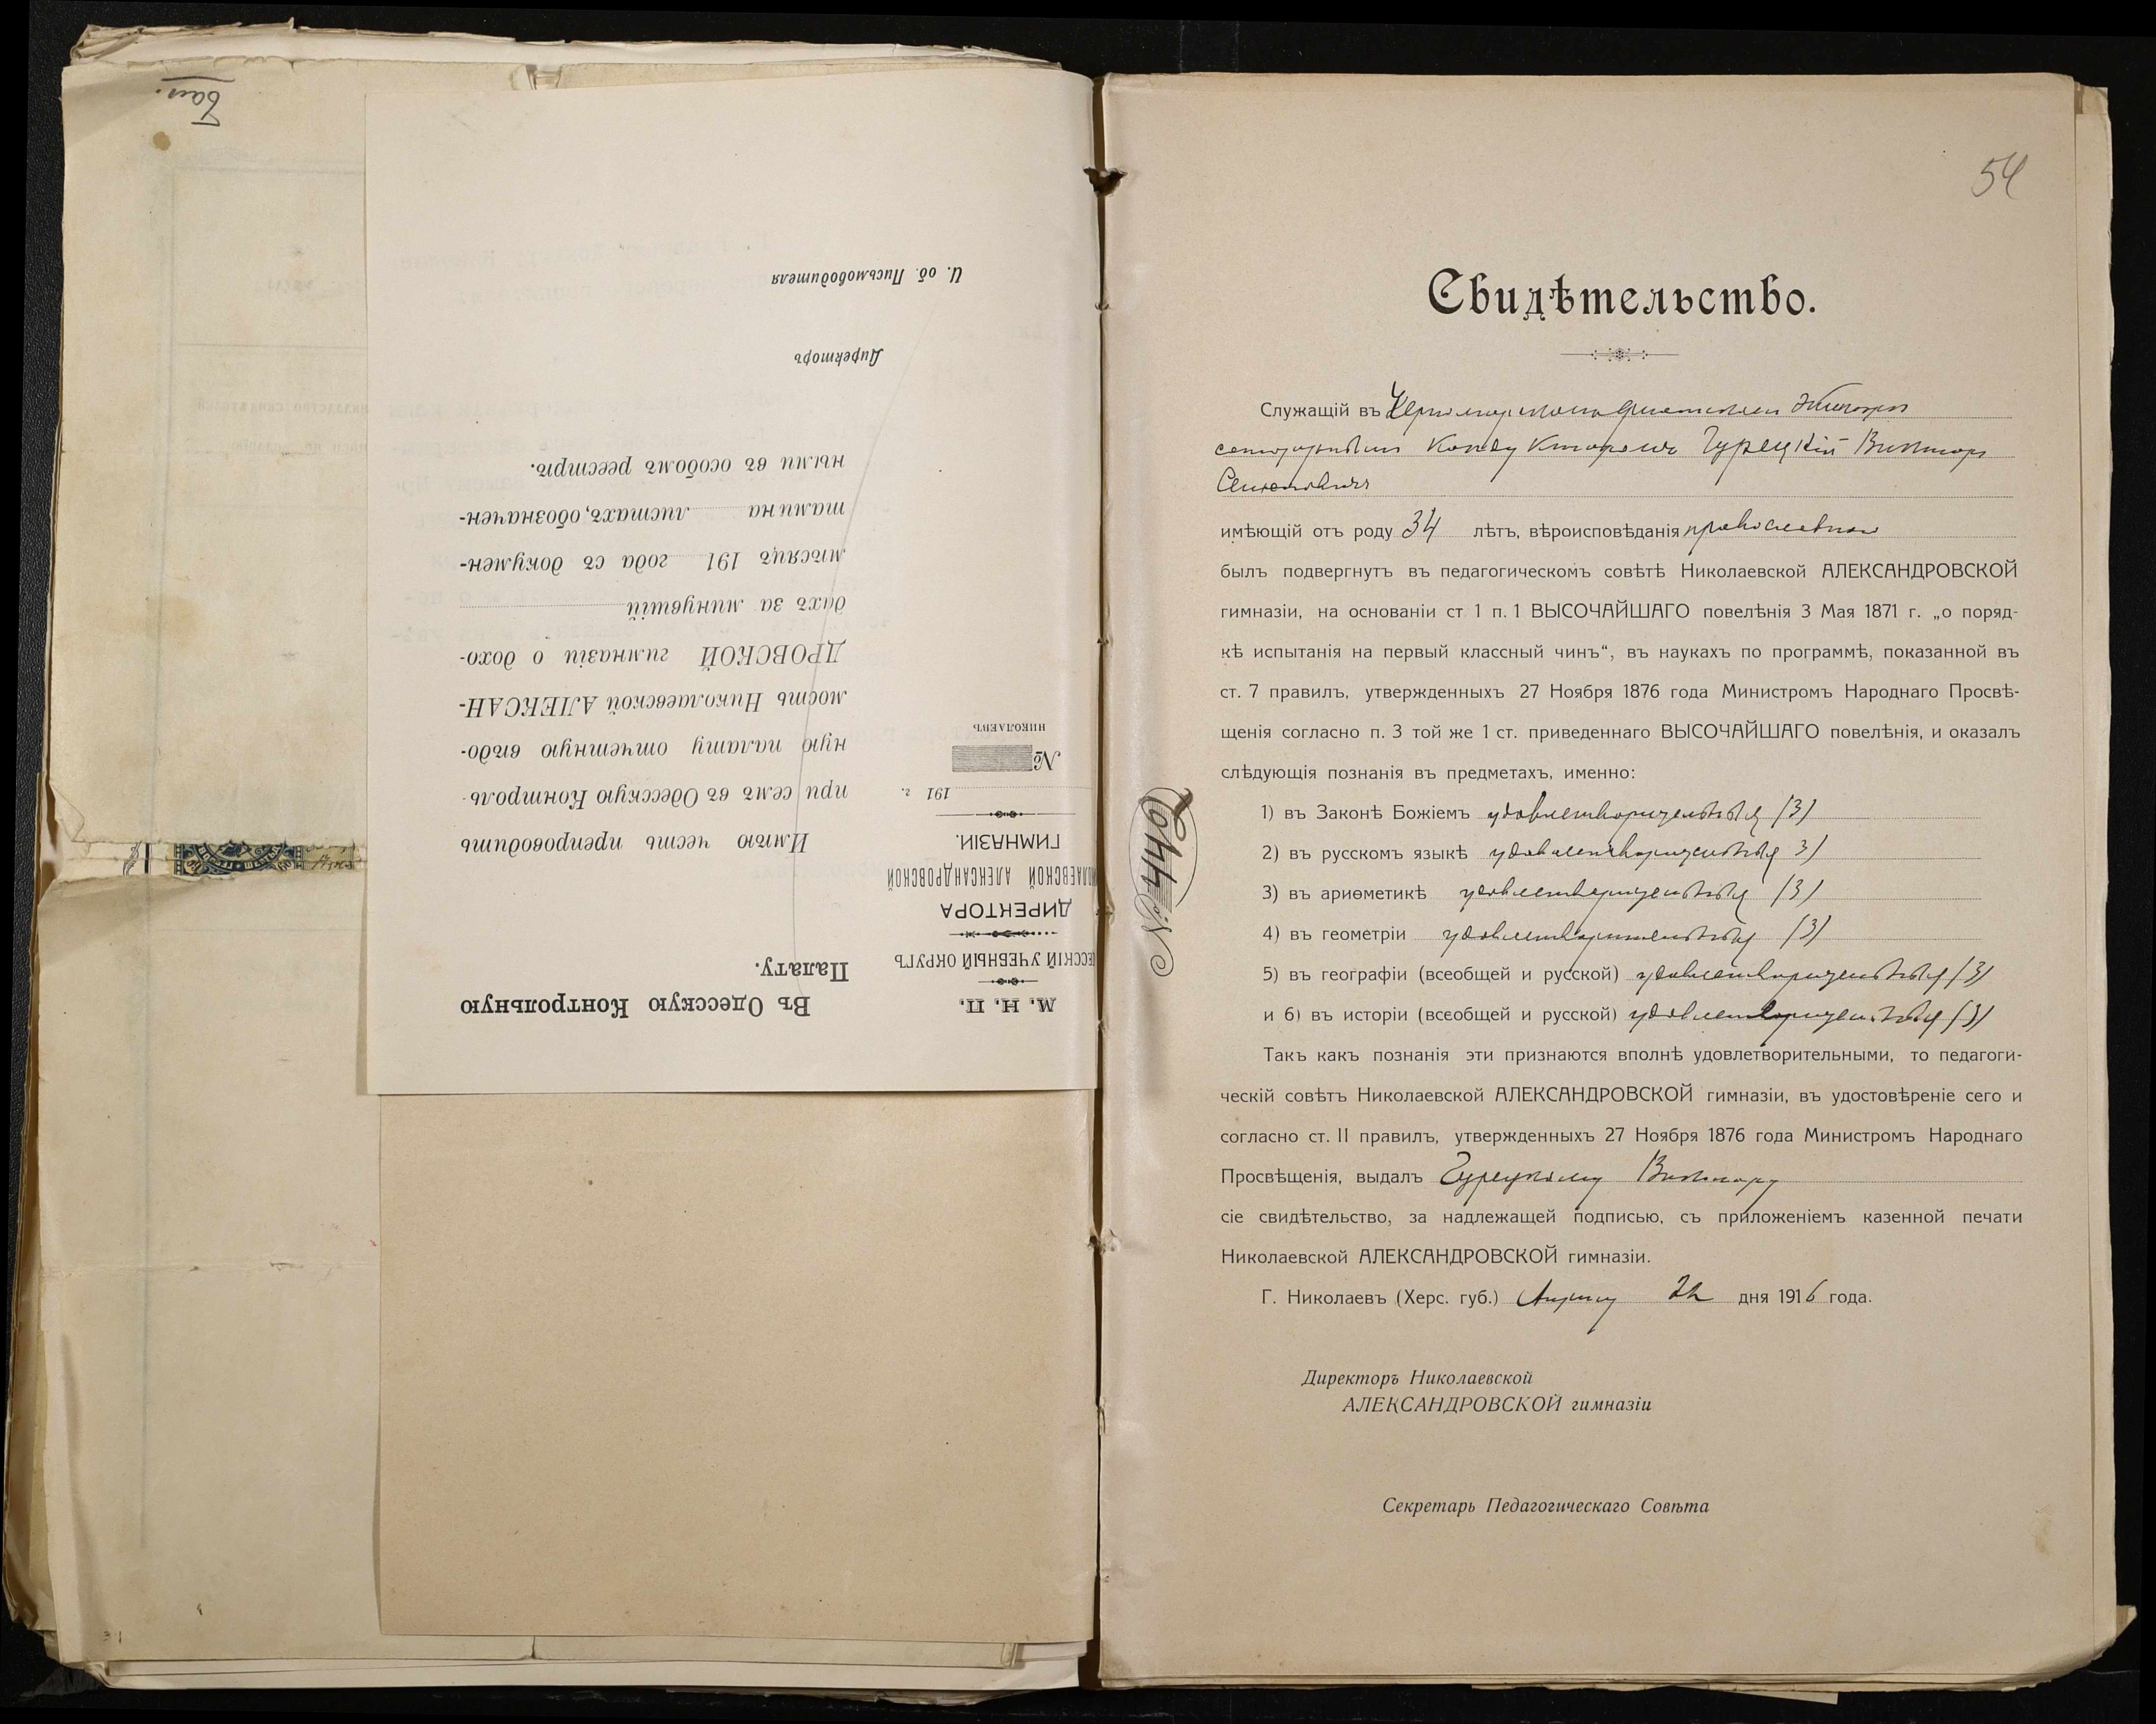 Бал.
М. Н. П.
ЕССКІЙ УЧЕБНЫЙ ОКРУГЪ
ДИРЕКТОРА
ОЛАЕВСКОЙ АЛЕКСАНДРОВСКОЙ
ГИМНАЗІИ.
191 г.
№
НИКОЛАЕВЪ
Въ Одесскую Контрольную
Палату.
Имѣю честь препроводить
при семъ въ Одесскую Контроль-
ную палату отчетную вѣдо-
мость Николаевской АЛЕКСАН-
ДРОВСКОЙ гимназіи о дохо-
дахъ за минувшій
мѣсяцъ 191 года съ докумен-
тами на листахъ, обозначен-
ными въ особомъ реестрѣ.
Директоръ
И. об. Письмоводителя
54
Свидѣтельство.
Служащій въ
Кондукторомъ Гурецкій Викторъ
Семеновичъ
имѣющій отъ роду 34 лѣтъ, вѣроисповѣданія православнаго
былъ подвергнутъ въ педагогическомъ совѣтѣ Николаевской АЛЕКСАНДРОВСКОЙ
гимназіи, на основаніи ст 1 п. 1 ВЫСОЧАЙШАГО повелѣнія 3 Мая 1871 г. „о поряд-
кѣ испытанія на первый классный чинъ“, въ наукахъ по программѣ, показанной въ
ст. 7 правилъ, утвержденныхъ 27 Ноября 1876 года Министромъ Народнаго Просвѣ-
щенія согласно п. 3 той же 1 ст. приведеннаго ВЫСОЧАЙШАГО повелѣнія, и оказалъ
слѣдующія познанія въ предметахъ, именно:
1) въ Законѣ Божіемъ удовлетворительныя (3)
2) въ русскомъ языкѣ удовлетворительныя 3)
3) въ ариѳметикѣ удовлетворительныя (3)
4) въ геометріи удовлетворительныя (3)
5) въ географіи (всеобщей и русской) удовлетворительныя (3)
и 6) въ исторіи (всеобщей и русской) удовлетворительныя (3)
Такъ какъ познанія эти признаются вполнѣ удовлетворительными, то педагоги-
ческій совѣтъ Николаевской АЛЕКСАНДРОВСКОЙ гимназіи, въ удостовѣреніе сего и
согласно ст. II правилъ, утвержденныхъ 27 Ноября 1876 года Министромъ Народнаго
Просвѣщенія, выдалъ Гурецкому Виктору
сіе свидѣтельство, за надлежащей подписью, съ приложеніемъ казенной печати
Николаевской АЛЕКСАНДРОВСКОЙ гимназіи.
Г. Николаевъ (Херс. губ.) Апрѣля 22 дня 1916 года.
Директоръ Николаевской
АЛЕКСАНДРОВСКОЙ гимназіи
Секретарь Педагогическаго Совѣта